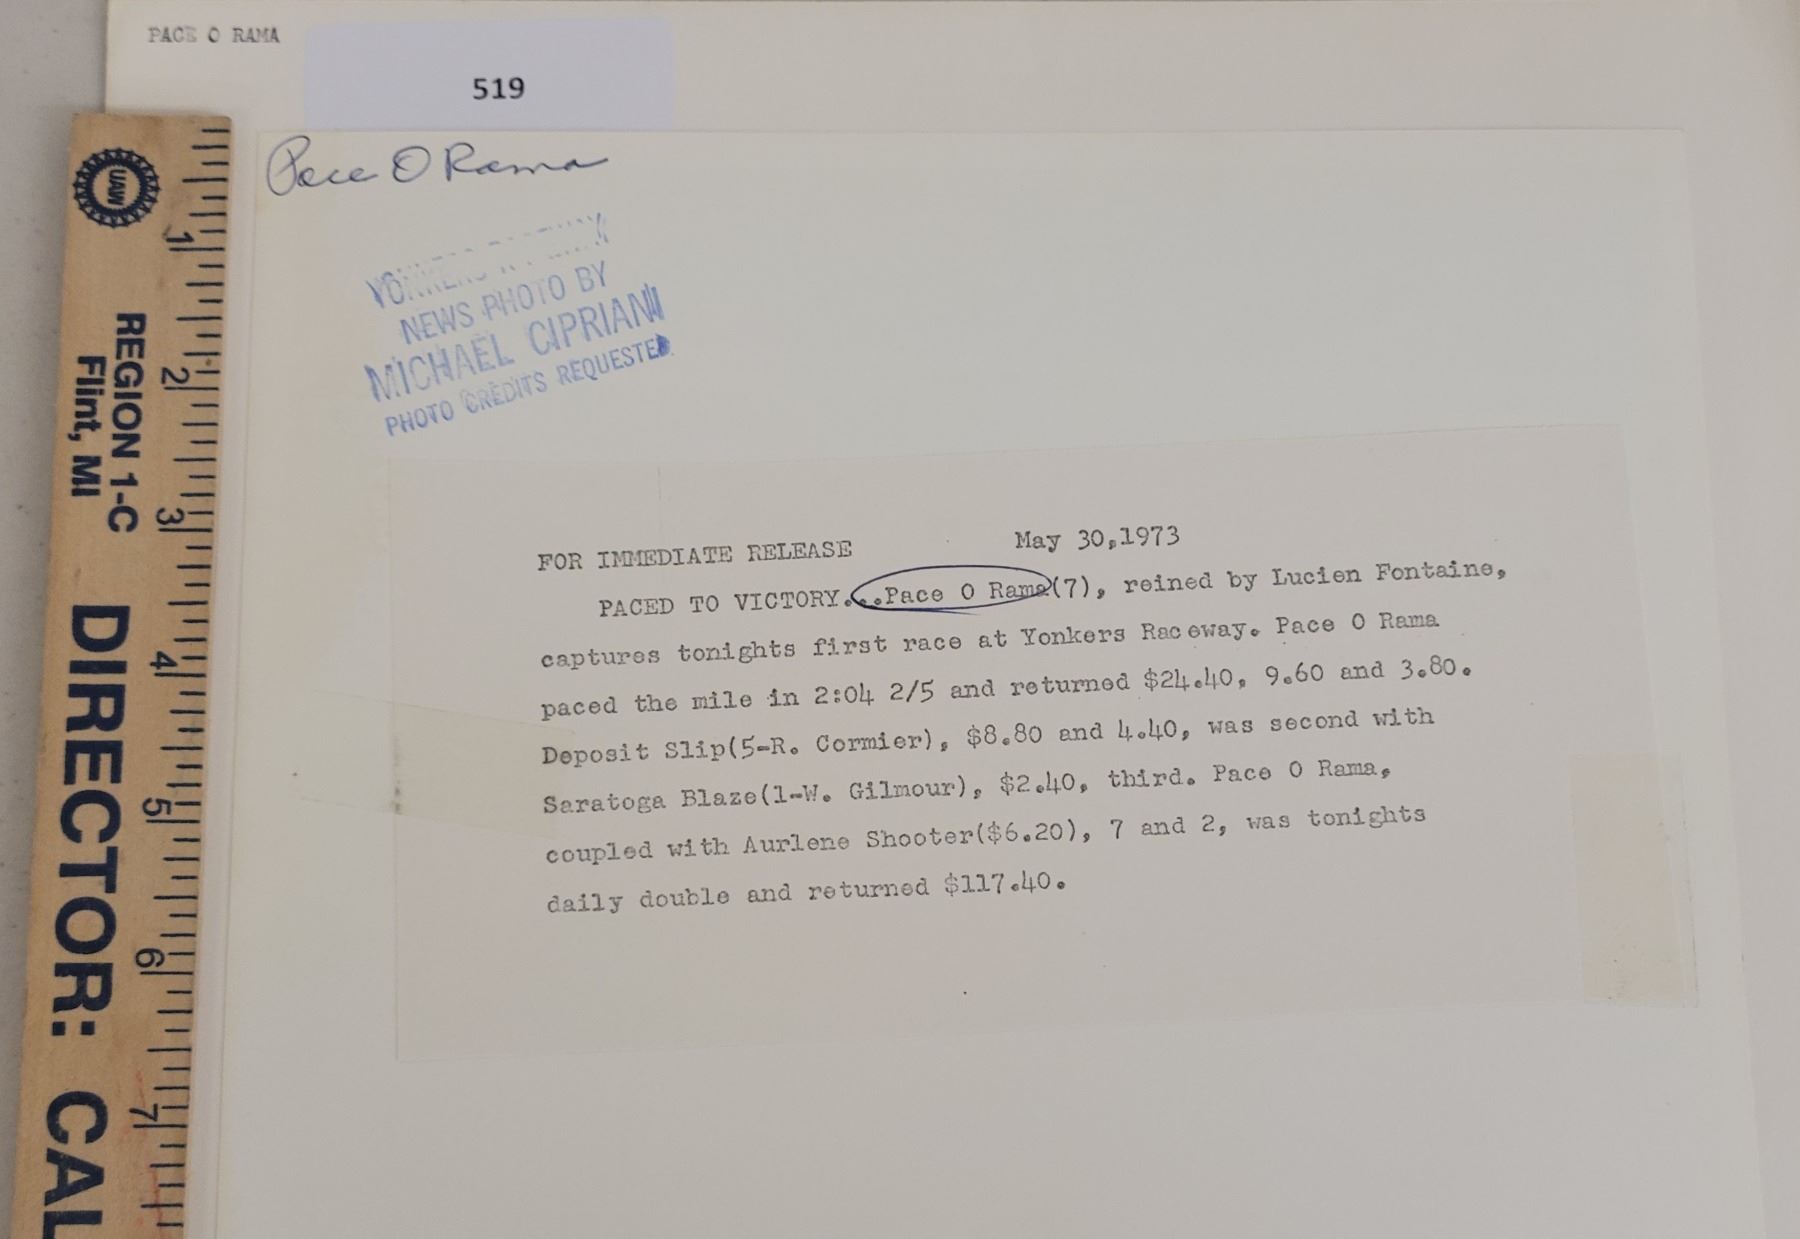 PACE O RAMA
519
Pace O Rama
YONKERS RACEWAY
NEWS PHOTO BY
MICHAEL CIPRIANI
PHOTO CREDITS REQUESTED.
FOR IMMEDIATE RELEASE May 30,1973
PACED TO VICTORY...Pace O Rama(7), reined by Lucien Fontaine,
captures tonights first race at Yonkers Raceway. Pace O Rama
paced the mile in 2:04 2/5 and returned $24.40, 9.60 and 3.80.
Deposit Slip(5-R. Cormier), $8.80 and 4.40, was second with
Saratoga Blaze(1-W. Gilmour), $2.40, third. Pace O Rama,
coupled with Aurlene Shooter($6.20), 7 and 2, was tonights
daily double and returned $117.40.
UAW
REGION 1-C
Flint, MI
DIRECTOR: CAL
1
2
3
4
5
6
7